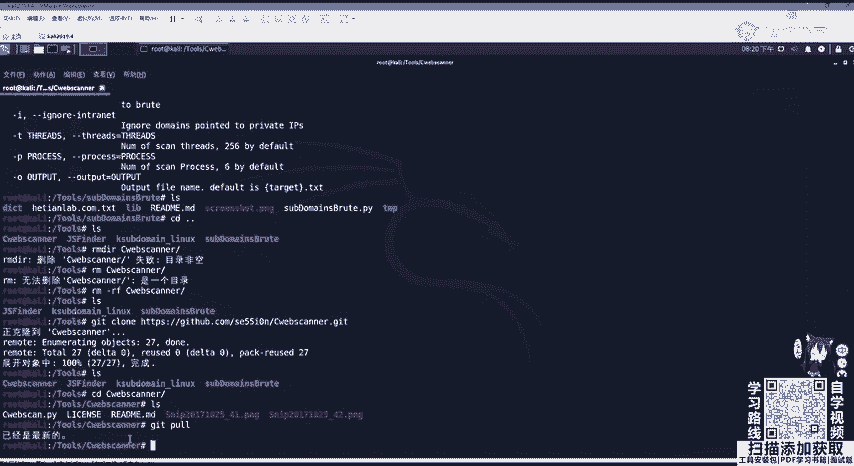 08:20 下午
root@kali: /Tools/Cweb...
root@kali: /Tools/Cwebscanner
文件(F) 动作(A) 编辑(E) 查看(V) 帮助(H)
root@kali: /T...s/Cwebscanner
to brute
-i, --ignore-intranet
Ignore domains pointed to private IPs
-t THREADS, --threads=THREADS
Num of scan threads, 256 by default
-p PROCESS, --process=PROCESS
Num of scan Process, 6 by default
-o OUTPUT, --output=OUTPUT
Output file name. default is {target}.txt
root@kali:/Tools/subDomainsBrute# ls
dict hetianlab.com.txt lib README.md screenshot.png subDomainsBrute.py tmp
root@kali:/Tools/subDomainsBrute# cd ..
root@kali:/Tools# ls
Cwebscanner JSFinder ksubdomain_linux subDomainsBrute
root@kali:/Tools# rmdir Cwebscanner/
rmdir: 删除 'Cwebscanner/' 失败: 目录非空
root@kali:/Tools# rm Cwebscanner/
rm: 无法删除'Cwebscanner/': 是一个目录
root@kali:/Tools# rm -rf Cwebscanner/
root@kali:/Tools# ls
JSFinder ksubdomain_linux subDomainsBrute
root@kali:/Tools# git clone https://github.com/se55i0n/Cwebscanner.git
正克隆到 'Cwebscanner'...
remote: Enumerating objects: 27, done.
remote: Total 27 (delta 0), reused 0 (delta 0), pack-reused 27
展开对象中: 100% (27/27), 完成.
root@kali:/Tools# ls
Cwebscanner JSFinder ksubdomain_linux subDomainsBrute
root@kali:/Tools# cd Cwebscanner/
root@kali:/Tools/Cwebscanner# ls
Cwebscan.py LICENSE README.md Snip20171025_41.png Snip20171025_42.png
root@kali:/Tools/Cwebscanner# git pull
已经是最新的。
root@kali:/Tools/Cwebscanner#
学习路线
自学视频
扫描添加获取
工具安装包|PDF学习书籍|面试题